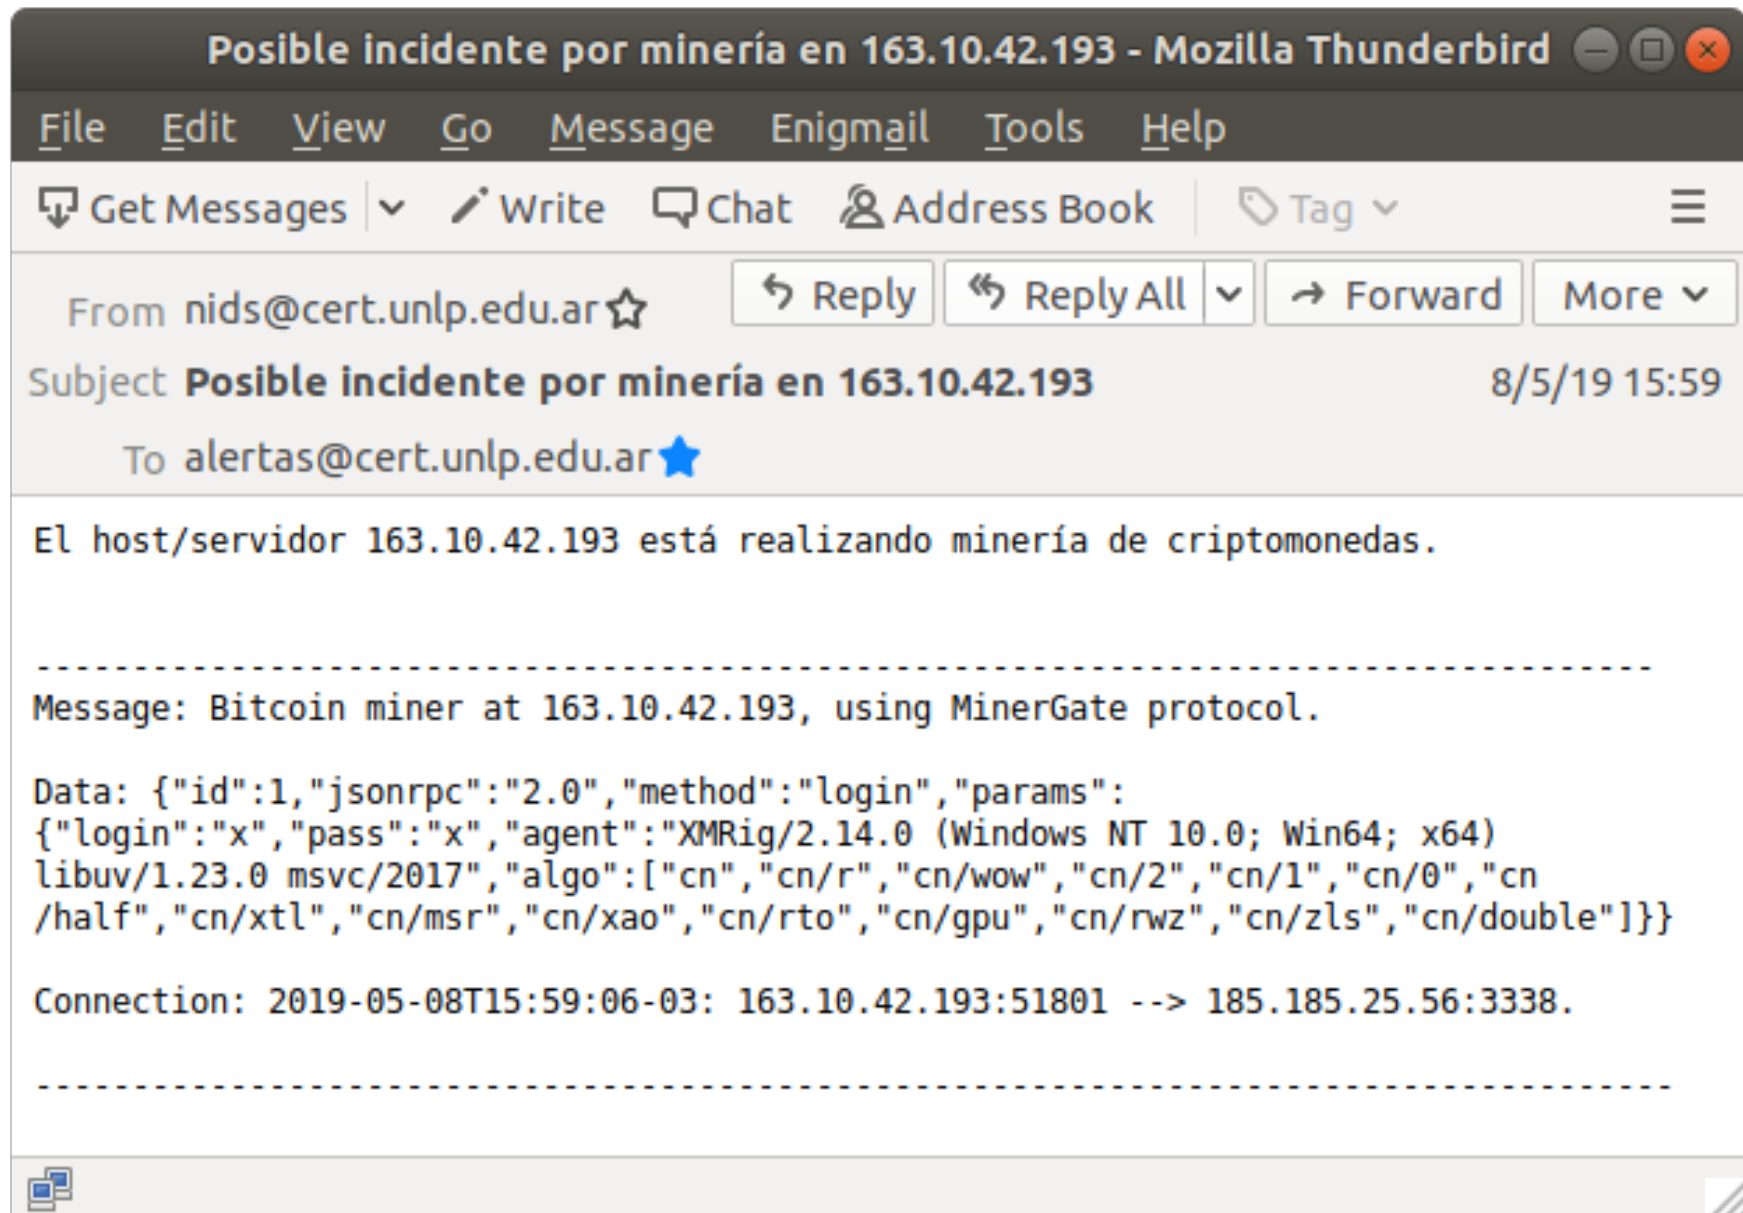 Posible incidente por minería en 163.10.42.193 - Mozilla Thunderbird
File Edit View Go Message Enigmail Tools Help
Get Messages Write Chat Address Book Tag
From nids@cert.unlp.edu.ar Reply Reply All Forward More
Subject Posible incidente por minería en 163.10.42.193 8/5/19 15:59
To alertas@cert.unlp.edu.ar
El host/servidor 163.10.42.193 está realizando minería de criptomonedas.
-----------------------------------------------------------------------------------
Message: Bitcoin miner at 163.10.42.193, using MinerGate protocol.
Data: {"id":1,"jsonrpc":"2.0","method":"login","params":
{"login":"x","pass":"x","agent":"XMRig/2.14.0 (Windows NT 10.0; Win64; x64)
libuv/1.23.0 msvc/2017","algo":["cn","cn/r","cn/wow","cn/2","cn/1","cn/0","cn
/half","cn/xtl","cn/msr","cn/xao","cn/rto","cn/gpu","cn/rwz","cn/zls","cn/double"]}}
Connection: 2019-05-08T15:59:06-03: 163.10.42.193:51801 --> 185.185.25.56:3338.
------------------------------------------------------------------------------------